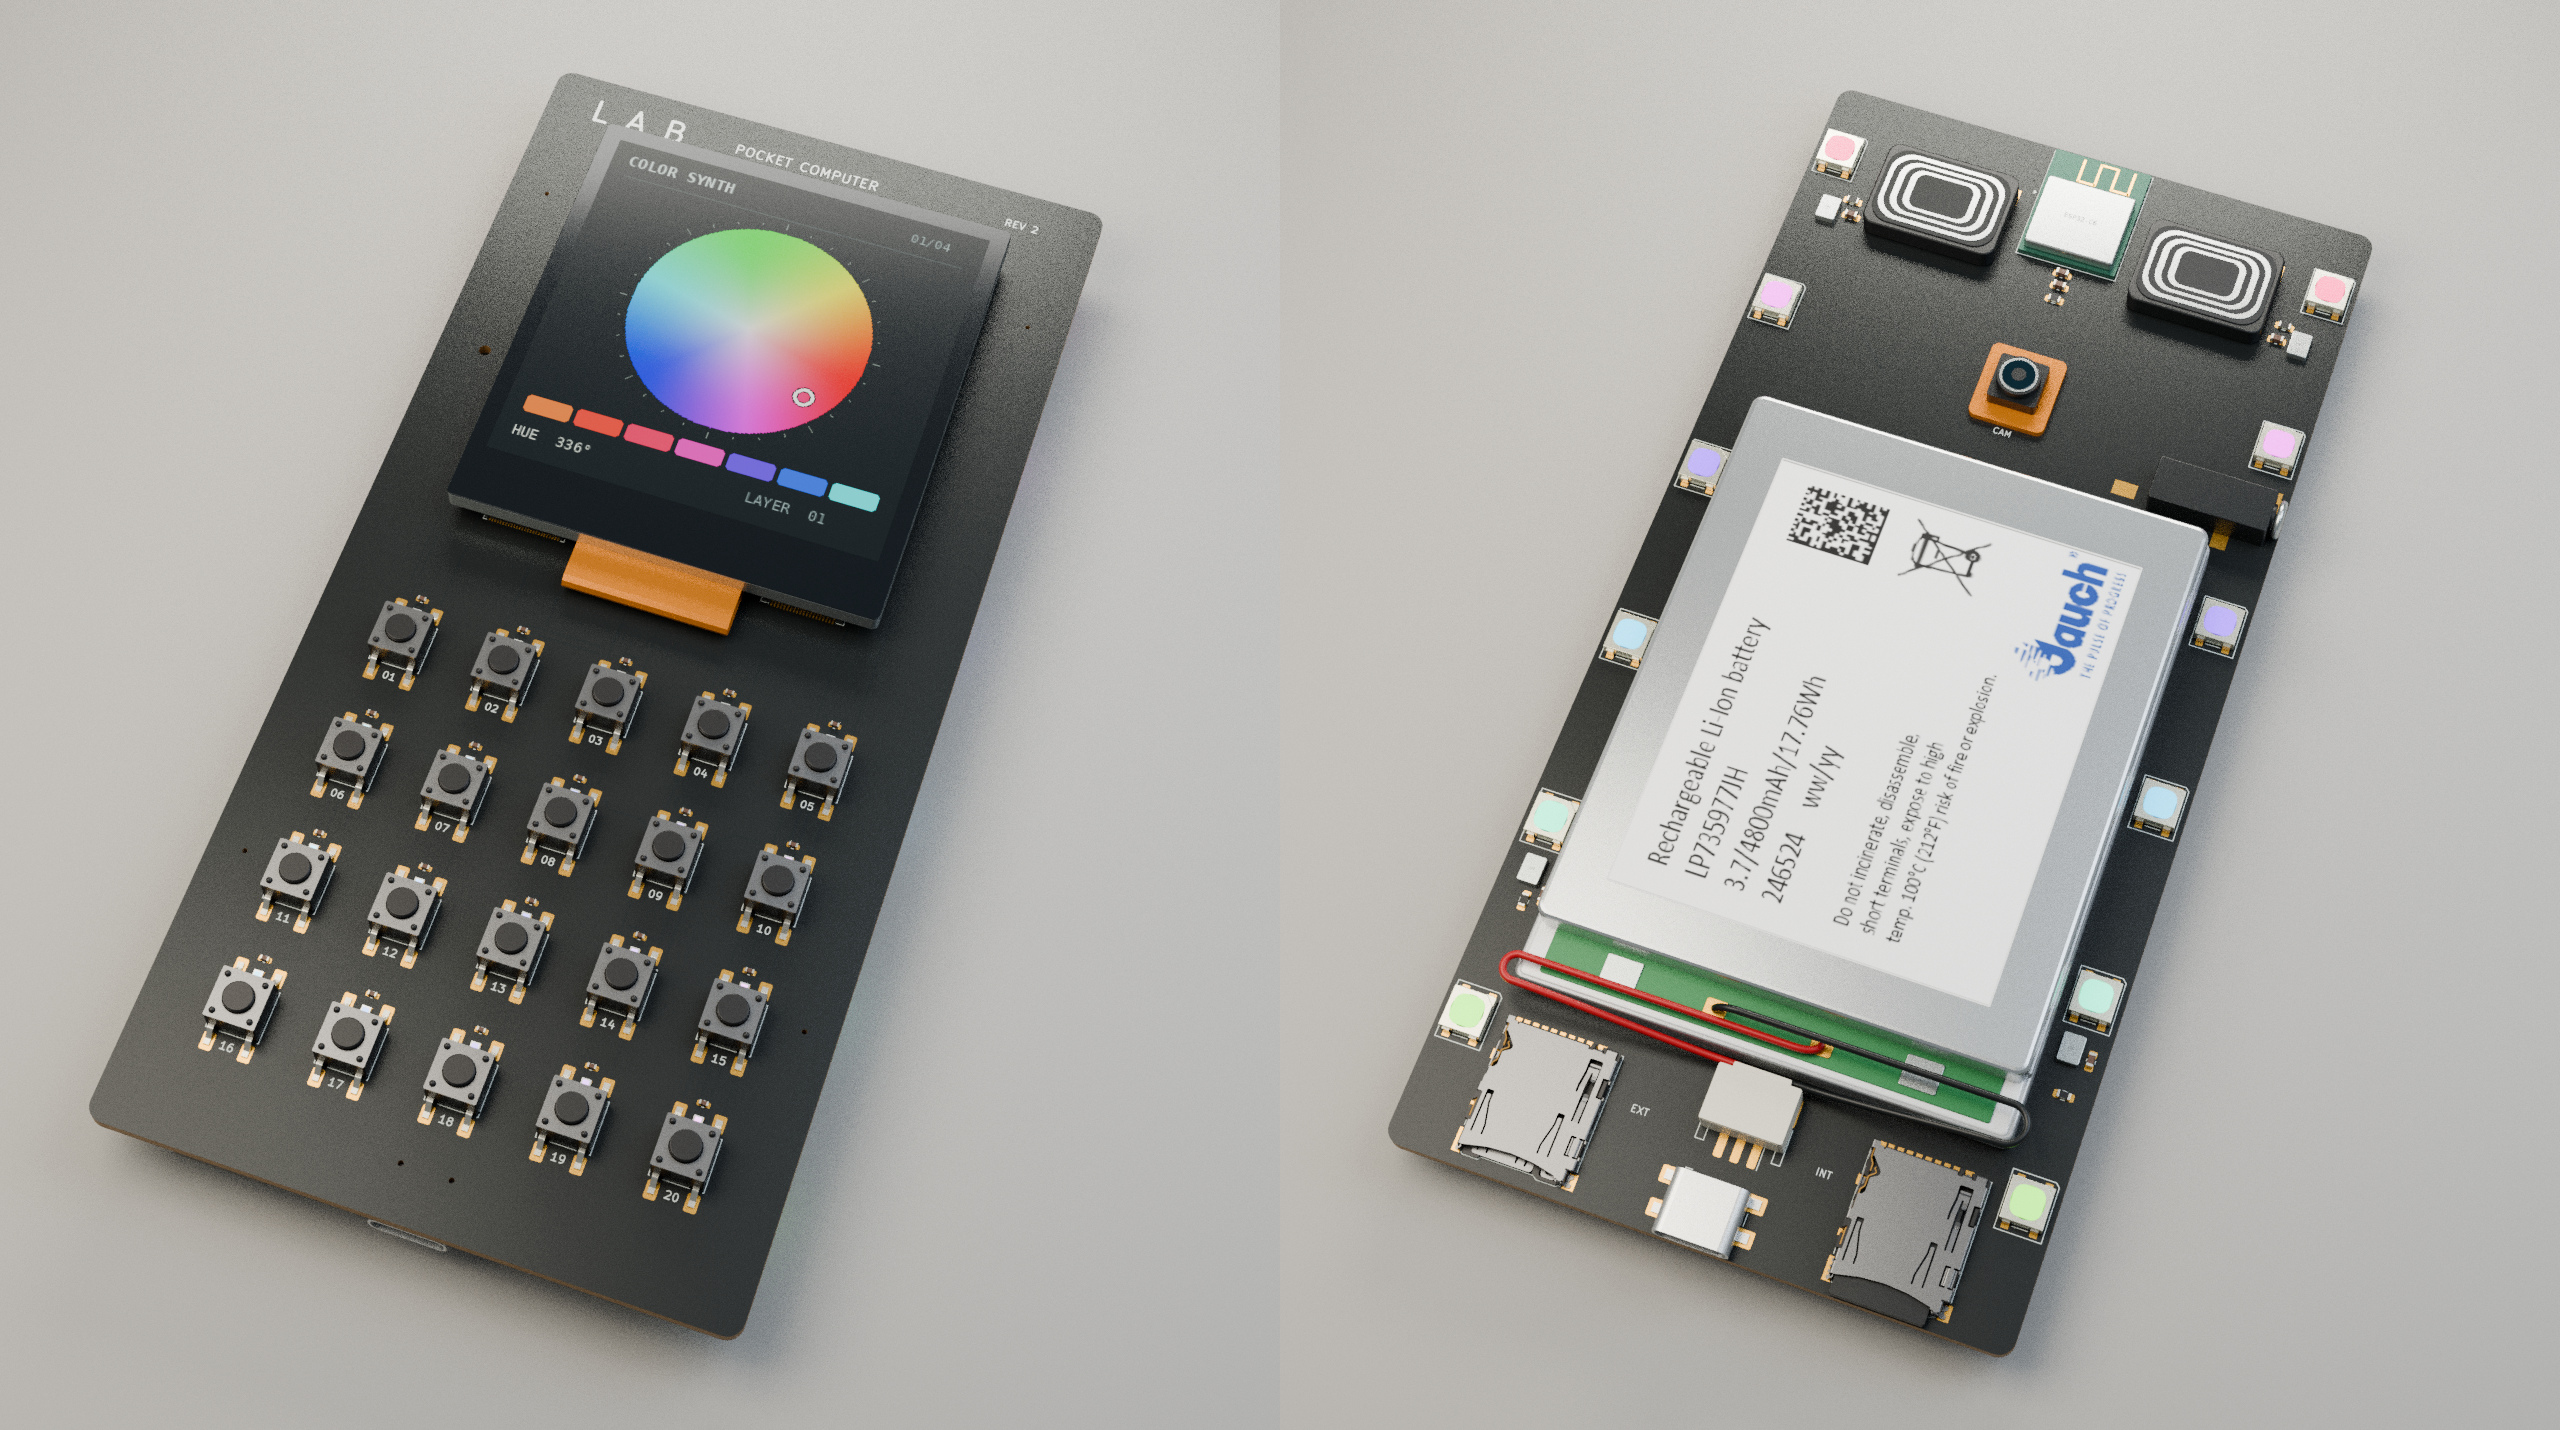 LAB
POCKET COMPUTER
REV 2
COLOR SYNTH
01/04
HUE 336°
LAYER 01
01
02
03
04
05
06
07
08
09
10
11
12
13
14
15
16
17
18
19
20
CAM
Jauch®
THE PULSE OF PROGRESS
Rechargeable Li-Ion battery
LP735977JH
3.7/4800mAh/17.76Wh
246524 ww/yy
Do not incinerate, disassemble,
short terminals, expose to high
temp. 100°C (212°F) risk of fire or explosion.
EXT
INT